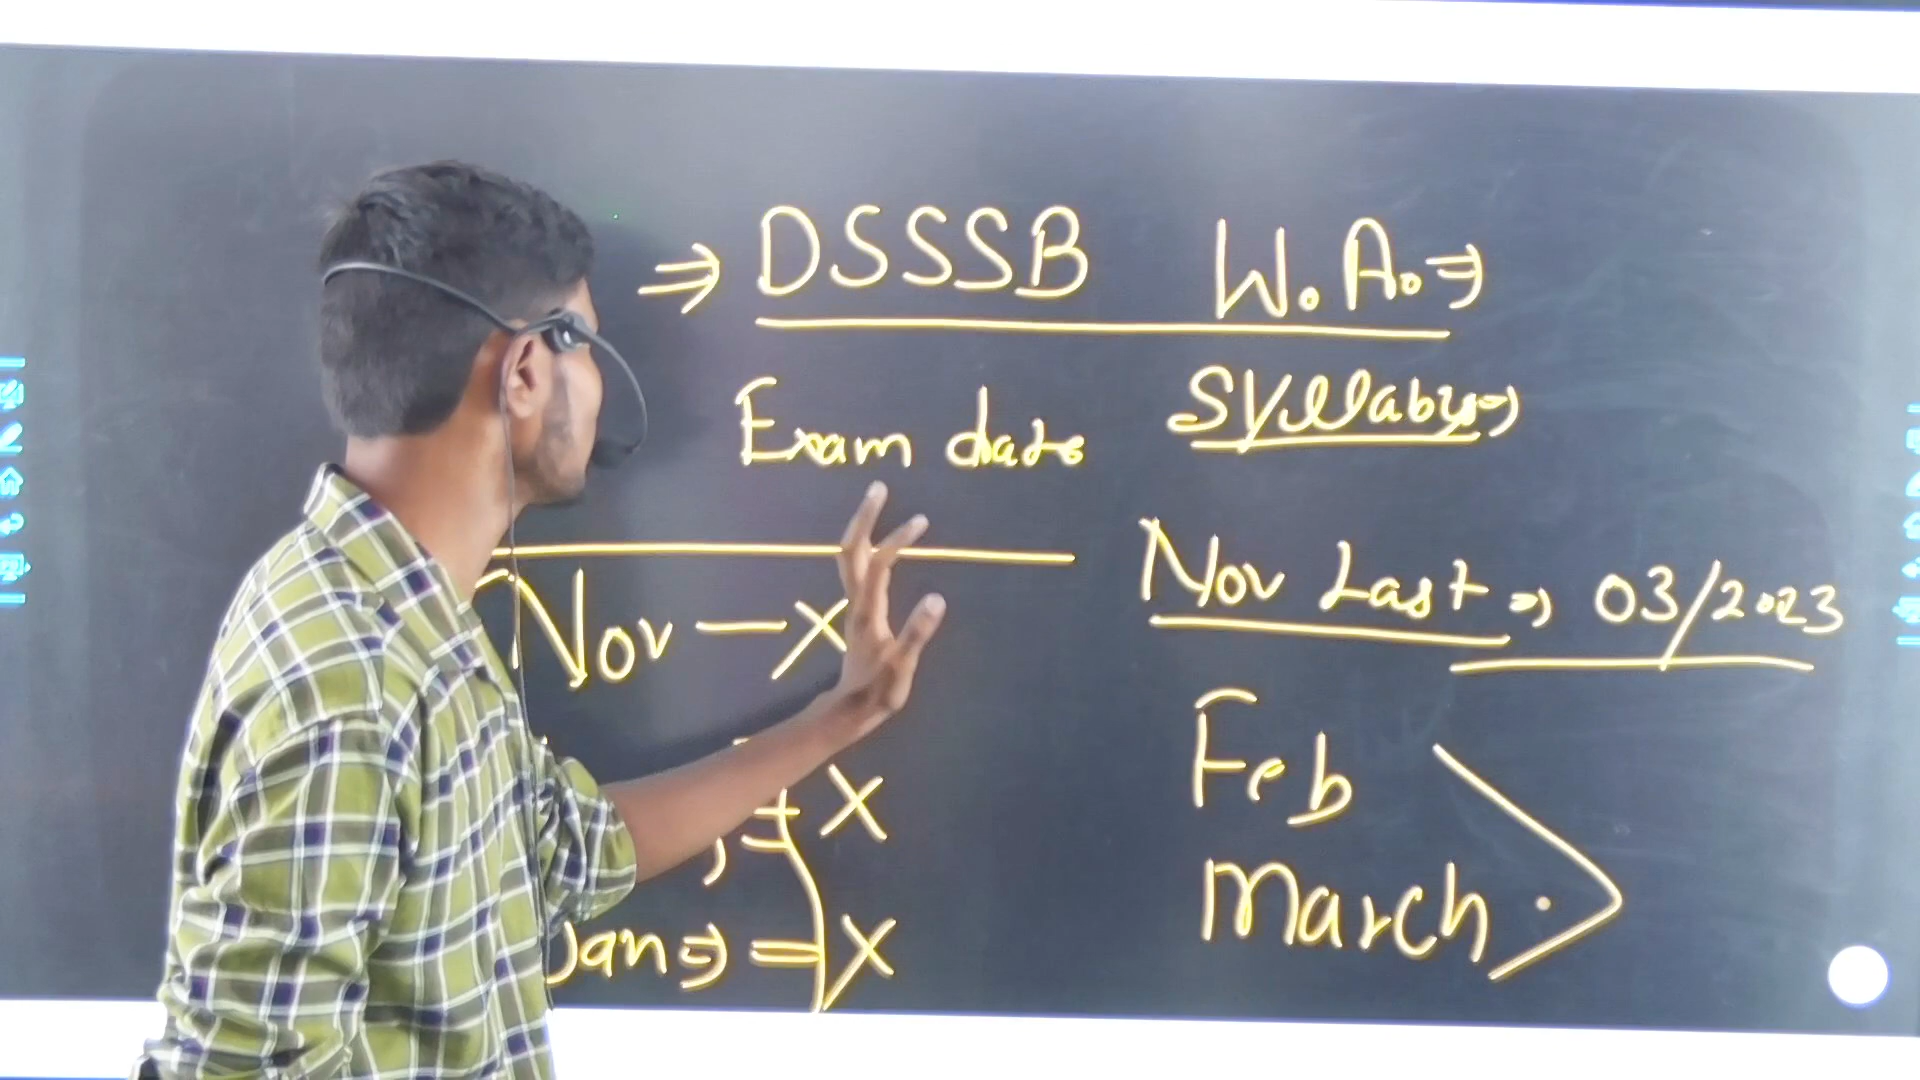 ⇒ DSSSB W.A.⇒
Exam date Syllabus⇒
Nov — X
Nov Last ⇒ 03/2023
X
Feb
March
Jan ⇒ = X